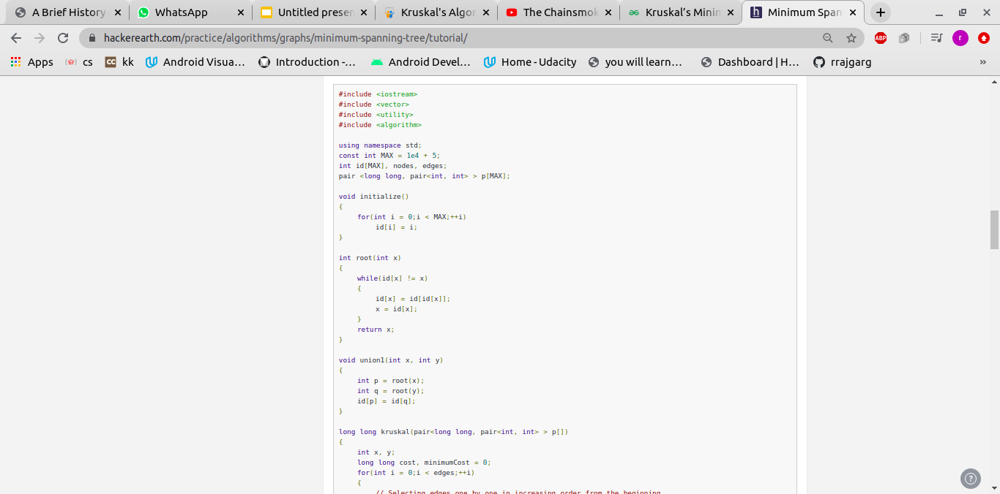 A Brief History
WhatsApp
Untitled presen
Kruskal's Algor
The Chainsmok
Kruskal's Minim
Minimum Span
hackerearth.com/practice/algorithms/graphs/minimum-spanning-tree/tutorial/
ABP
r
Apps
cs
CC
kk
Android Visua...
Introduction -...
Android Devel...
Home - Udacity
you will learn...
Dashboard | H...
rrajgarg
»
#include <iostream>
#include <vector>
#include <utility>
#include <algorithm>
using namespace std;
const int MAX = 1e4 + 5;
int id[MAX], nodes, edges;
pair <long long, pair<int, int> > p[MAX];
void initialize()
{
for(int i = 0;i < MAX;++i)
id[i] = i;
}
int root(int x)
{
while(id[x] != x)
{
id[x] = id[id[x]];
x = id[x];
}
return x;
}
void union1(int x, int y)
{
int p = root(x);
int q = root(y);
id[p] = id[q];
}
long long kruskal(pair<long long, pair<int, int> > p[])
{
int x, y;
long long cost, minimumCost = 0;
for(int i = 0;i < edges;++i)
{
// Selecting edges one by one in increasing order from the beginning
?